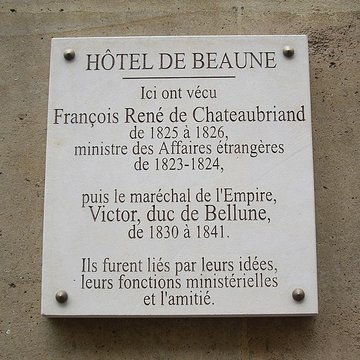 HÔTEL DE BEAUNE
Ici ont vécu
François René de Chateaubriand
de 1825 à 1826,
ministre des Affaires étrangères
de 1823-1824,
puis le maréchal de l'Empire,
Victor, duc de Bellune,
de 1830 à 1841.
Ils furent liés par leurs idées,
leurs fonctions ministérielles
et l'amitié.